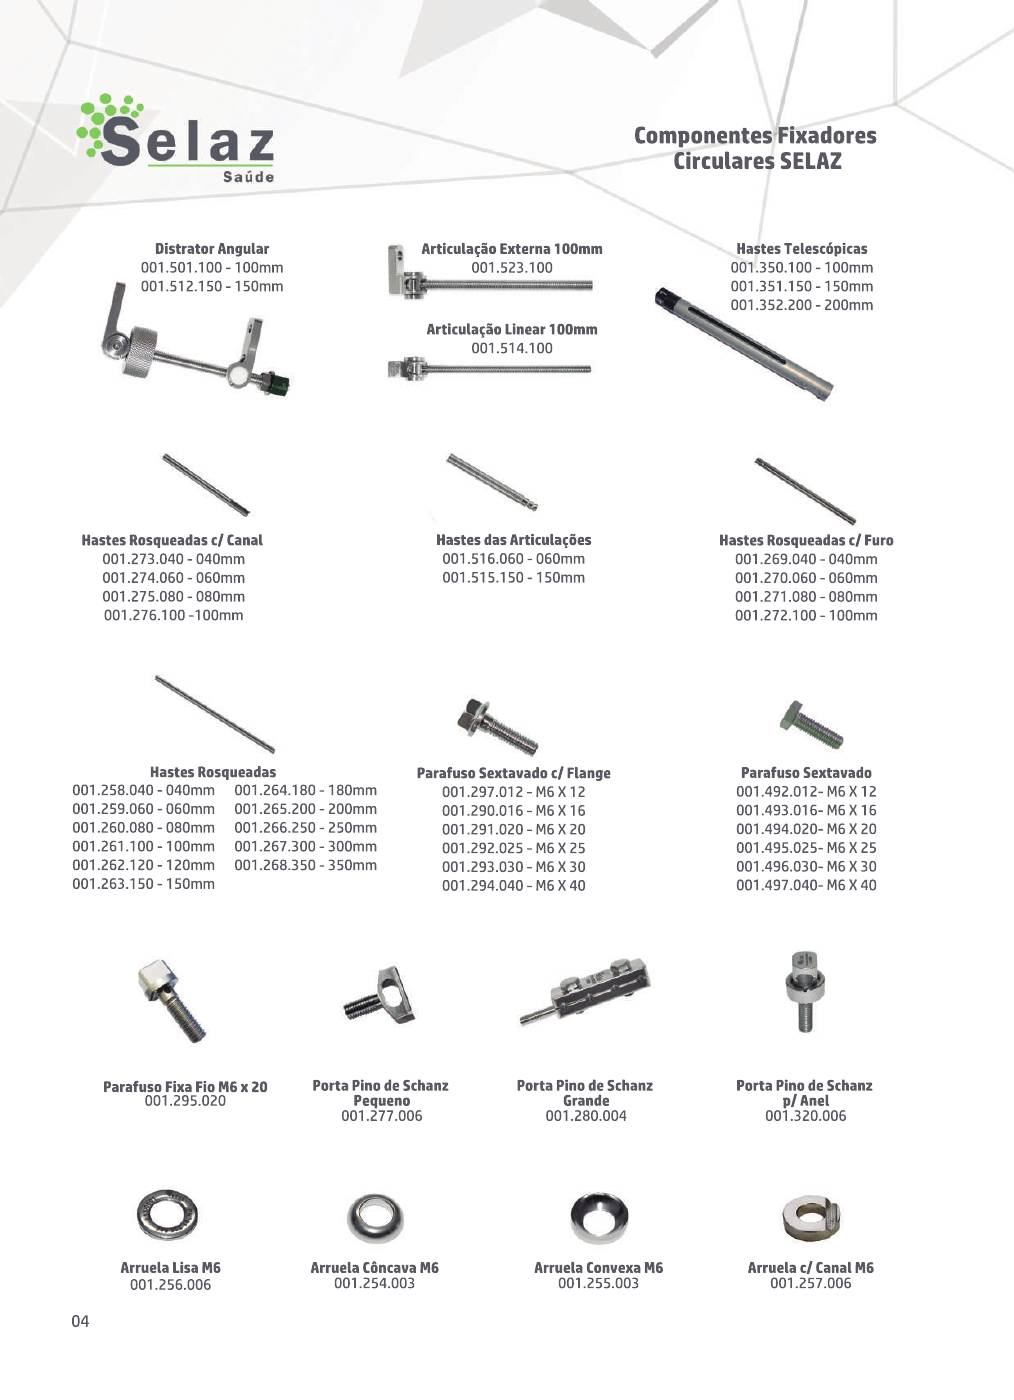 Selaz
Saúde
Componentes Fixadores
Circulares SELAZ
Distrator Angular
001.501.100 - 100mm
001.512.150 - 150mm
Articulação Externa 100mm
001.523.100
Articulação Linear 100mm
001.514.100
Hastes Telescópicas
001.350.100 - 100mm
001.351.150 - 150mm
001.352.200 - 200mm
Hastes Rosqueadas c/ Canal
001.273.040 - 040mm
001.274.060 - 060mm
001.275.080 - 080mm
001.276.100 -100mm
Hastes das Articulações
001.516.060 - 060mm
001.515.150 - 150mm
Hastes Rosqueadas c/ Furo
001.269.040 - 040mm
001.270.060 - 060mm
001.271.080 - 080mm
001.272.100 - 100mm
Hastes Rosqueadas
001.258.040 - 040mm
001.259.060 - 060mm
001.260.080 - 080mm
001.261.100 - 100mm
001.262.120 - 120mm
001.263.150 - 150mm
001.264.180 - 180mm
001.265.200 - 200mm
001.266.250 - 250mm
001.267.300 - 300mm
001.268.350 - 350mm
Parafuso Sextavado c/ Flange
001.297.012 - M6 X 12
001.290.016 - M6 X 16
001.291.020 - M6 X 20
001.292.025 - M6 X 25
001.293.030 - M6 X 30
001.294.040 - M6 X 40
Parafuso Sextavado
001.492.012- M6 X 12
001.493.016- M6 X 16
001.494.020- M6 X 20
001.495.025- M6 X 25
001.496.030- M6 X 30
001.497.040- M6 X 40
Parafuso Fixa Fio M6 x 20
001.295.020
Porta Pino de Schanz
Pequeno
001.277.006
Porta Pino de Schanz
Grande
001.280.004
Porta Pino de Schanz
p/ Anel
001.320.006
Arruela Lisa M6
001.256.006
Arruela Côncava M6
001.254.003
Arruela Convexa M6
001.255.003
Arruela c/ Canal M6
001.257.006
04